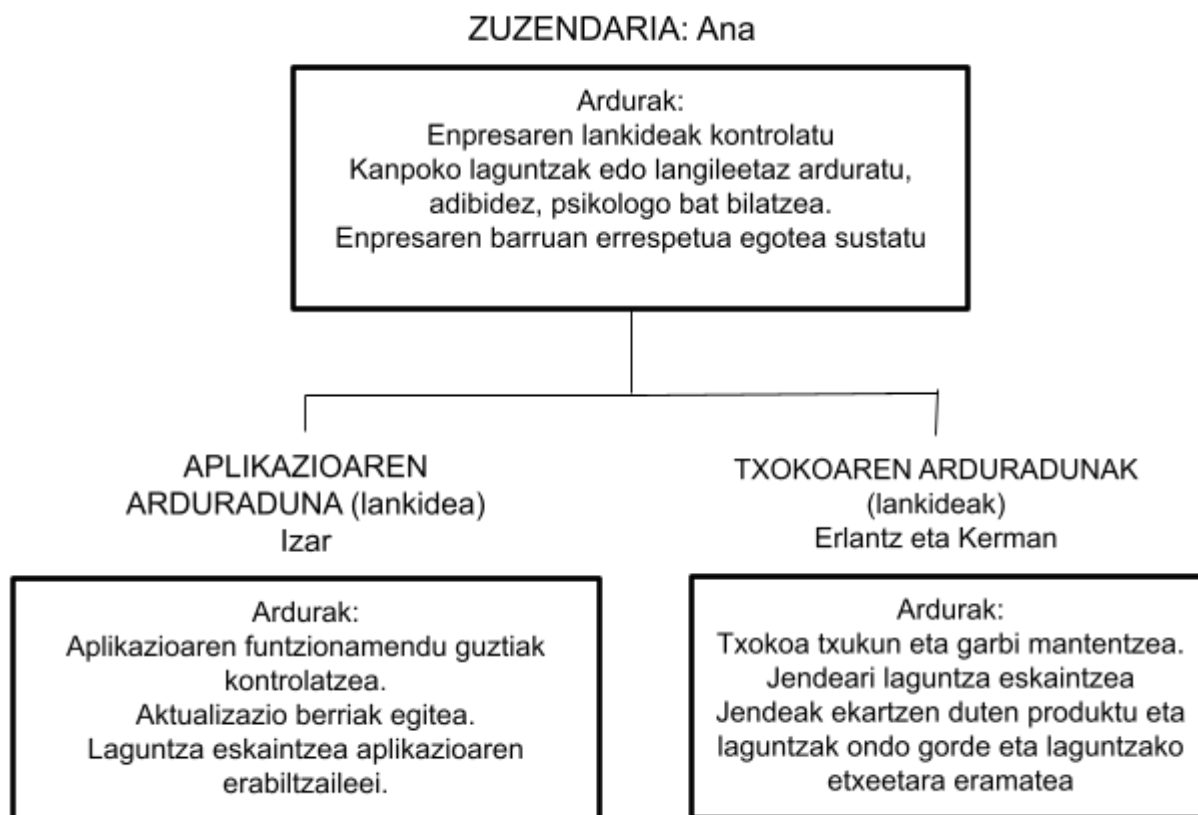 ZUZENDARIA: Ana
Ardurak:
Enpresaren lankideak kontrolatu
Kanpoko laguntzak edo langileetaz arduratu,
adibidez, psikologo bat bilatzea.
Enpresaren barruan errespetua egotea sustatu
APLIKAZIOAREN
ARDURADUNA (lankidea)
Izar
Ardurak:
Aplikazioaren funtzionamendu guztiak
kontrolatzea.
Aktualizazio berriak egitea.
Laguntza eskaintzea aplikazioaren
erabiltzaileei.
TXOKOAREN ARDURADUNAK
(lankideak)
Erlantz eta Kerman
Ardurak:
Txokoa txukun eta garbi mantentzea.
Jendeari laguntza eskaintzea
Jendeak ekartzen duten produktu eta
laguntzak ondo gorde eta laguntzako
etxeetara eramatea